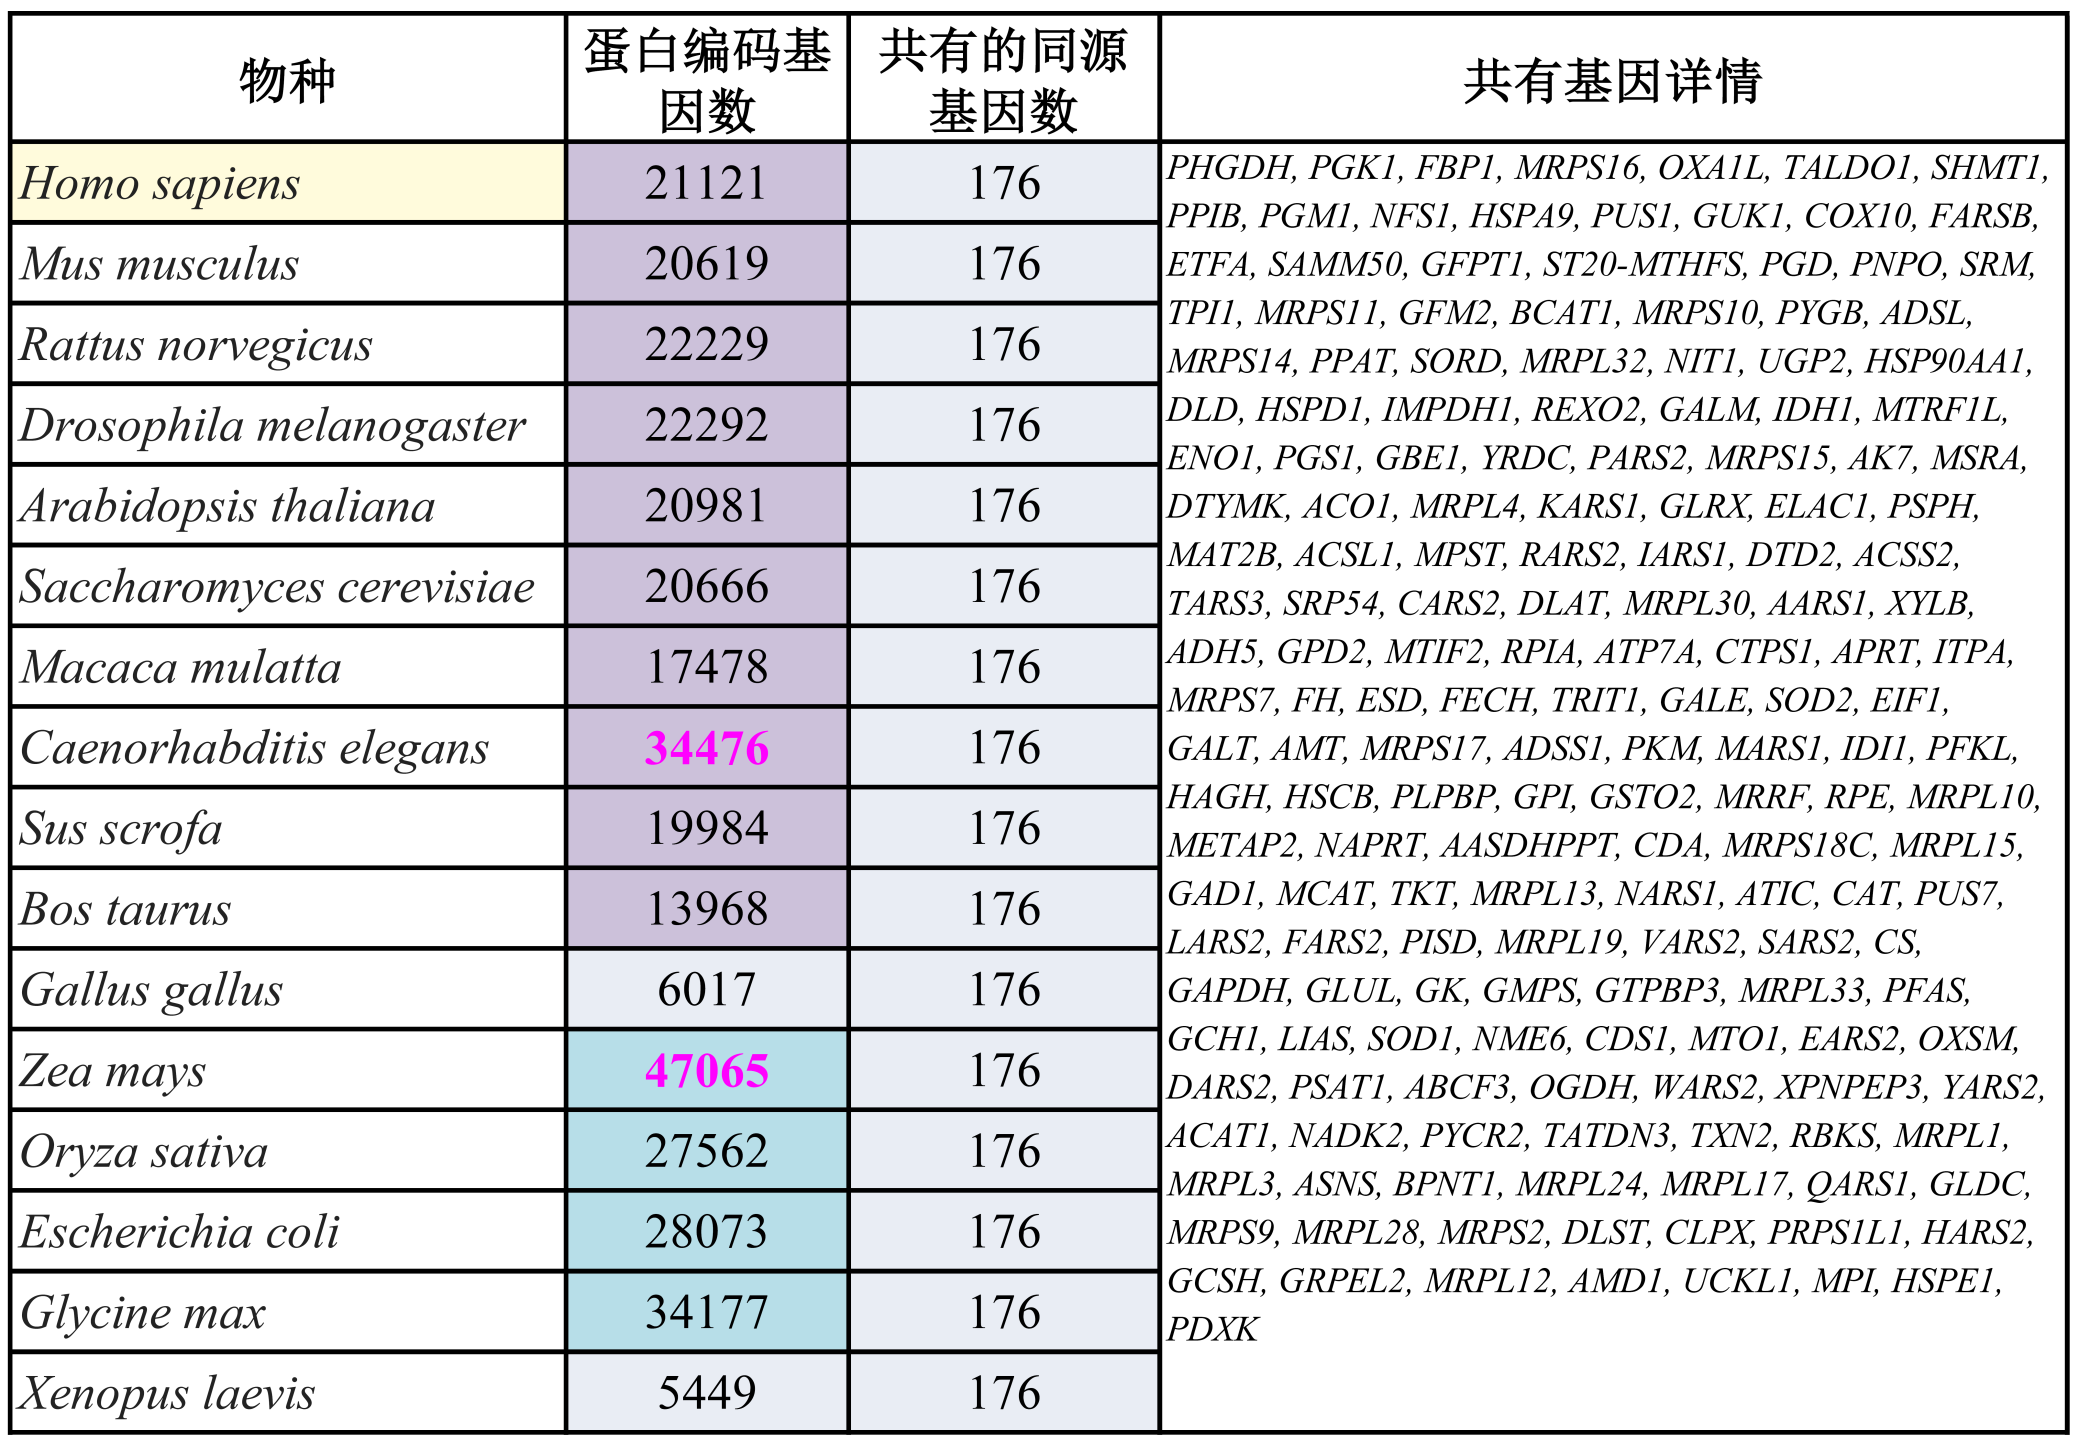 物种
蛋白编码基
因数
共有的同源
基因数
共有基因详情
Homo sapiens
21121
176
Mus musculus
20619
176
Rattus norvegicus
22229
176
Drosophila melanogaster
22292
176
Arabidopsis thaliana
20981
176
Saccharomyces cerevisiae
20666
176
Macaca mulatta
17478
176
Caenorhabditis elegans
34476
176
Sus scrofa
19984
176
Bos taurus
13968
176
Gallus gallus
6017
176
Zea mays
47065
176
Oryza sativa
27562
176
Escherichia coli
28073
176
Glycine max
34177
176
Xenopus laevis
5449
176
PHGDH, PGK1, FBP1, MRPS16, OXA1L, TALDO1, SHMT1,
PPIB, PGM1, NFS1, HSPA9, PUS1, GUK1, COX10, FARSB,
ETFA, SAMM50, GFPT1, ST20-MTHFS, PGD, PNPO, SRM,
TPI1, MRPS11, GFM2, BCAT1, MRPS10, PYGB, ADSL,
MRPS14, PPAT, SORD, MRPL32, NIT1, UGP2, HSP90AA1,
DLD, HSPD1, IMPDH1, REXO2, GALM, IDH1, MTRF1L,
ENO1, PGS1, GBE1, YRDC, PARS2, MRPS15, AK7, MSRA,
DTYMK, ACO1, MRPL4, KARS1, GLRX, ELAC1, PSPH,
MAT2B, ACSL1, MPST, RARS2, IARS1, DTD2, ACSS2,
TARS3, SRP54, CARS2, DLAT, MRPL30, AARS1, XYLB,
ADH5, GPD2, MTIF2, RPIA, ATP7A, CTPS1, APRT, ITPA,
MRPS7, FH, ESD, FECH, TRIT1, GALE, SOD2, EIF1,
GALT, AMT, MRPS17, ADSS1, PKM, MARS1, IDI1, PFKL,
HAGH, HSCB, PLPBP, GPI, GSTO2, MRRF, RPE, MRPL10,
METAP2, NAPRT, AASDHPPT, CDA, MRPS18C, MRPL15,
GAD1, MCAT, TKT, MRPL13, NARS1, ATIC, CAT, PUS7,
LARS2, FARS2, PISD, MRPL19, VARS2, SARS2, CS,
GAPDH, GLUL, GK, GMPS, GTPBP3, MRPL33, PFAS,
GCH1, LIAS, SOD1, NME6, CDS1, MTO1, EARS2, OXSM,
DARS2, PSAT1, ABCF3, OGDH, WARS2, XPNPEP3, YARS2,
ACAT1, NADK2, PYCR2, TATDN3, TXN2, RBKS, MRPL1,
MRPL3, ASNS, BPNT1, MRPL24, MRPL17, QARS1, GLDC,
MRPS9, MRPL28, MRPS2, DLST, CLPX, PRPS1L1, HARS2,
GCSH, GRPEL2, MRPL12, AMD1, UCKL1, MPI, HSPE1,
PDXK